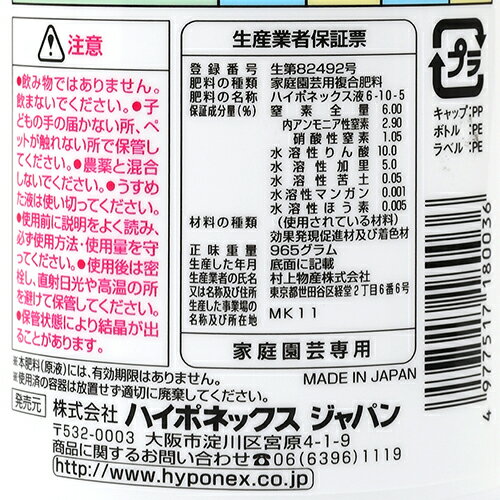 注意
●飲み物ではありません。
飲まないでください。●子
どもの手の届かない所、ペッ
トが触れない所で保管し
てください。●農薬と混合
しないでください。●うすめ
た液は使い切ってください。
●使用前に説明をよく読み、
必ず使用方法・使用量を守
ってください。●使用後は密
栓し、直射日光や高温の所
を避けて保管してください。
●保管状態により結晶が出
ることがあります。
生産業者保証票
登録番号 生第82492号
肥料の種類 家庭園芸用複合肥料
肥料の名称 ハイポネックス液6-10-5
保証成分量(%) 窒素全量 6.00
内アンモニア性窒素 2.90
硝酸性窒素 1.05
水溶性りん酸 10.0
水溶性加里 5.0
水溶性苦土 0.05
水溶性マンガン 0.001
水溶性ほう素 0.005
材料の種類 (使用されている材料)
効果発現促進材及び着色材
正味重量 965グラム
生産した年月 底面に記載
生産業者の氏名 村上物産株式会社
又は名称及び住所 東京都世田谷区経堂2丁目6番6号
生産した事業場の
名称及び所在地 MK11
家庭園芸専用
プラ
キャップ:PP
ボトル:PE
ラベル:PE
4977517180036
※本肥料(原液)には、有効期限はありません。
※使用済の容器は放置せず適切に廃棄してください。
MADE IN JAPAN
発売元 株式会社 ハイポネックス ジャパン
〒532-0003 大阪市淀川区宮原4-1-9
商品に関するお問い合わせ☎06(6396)1119
http://www.hyponex.co.jp